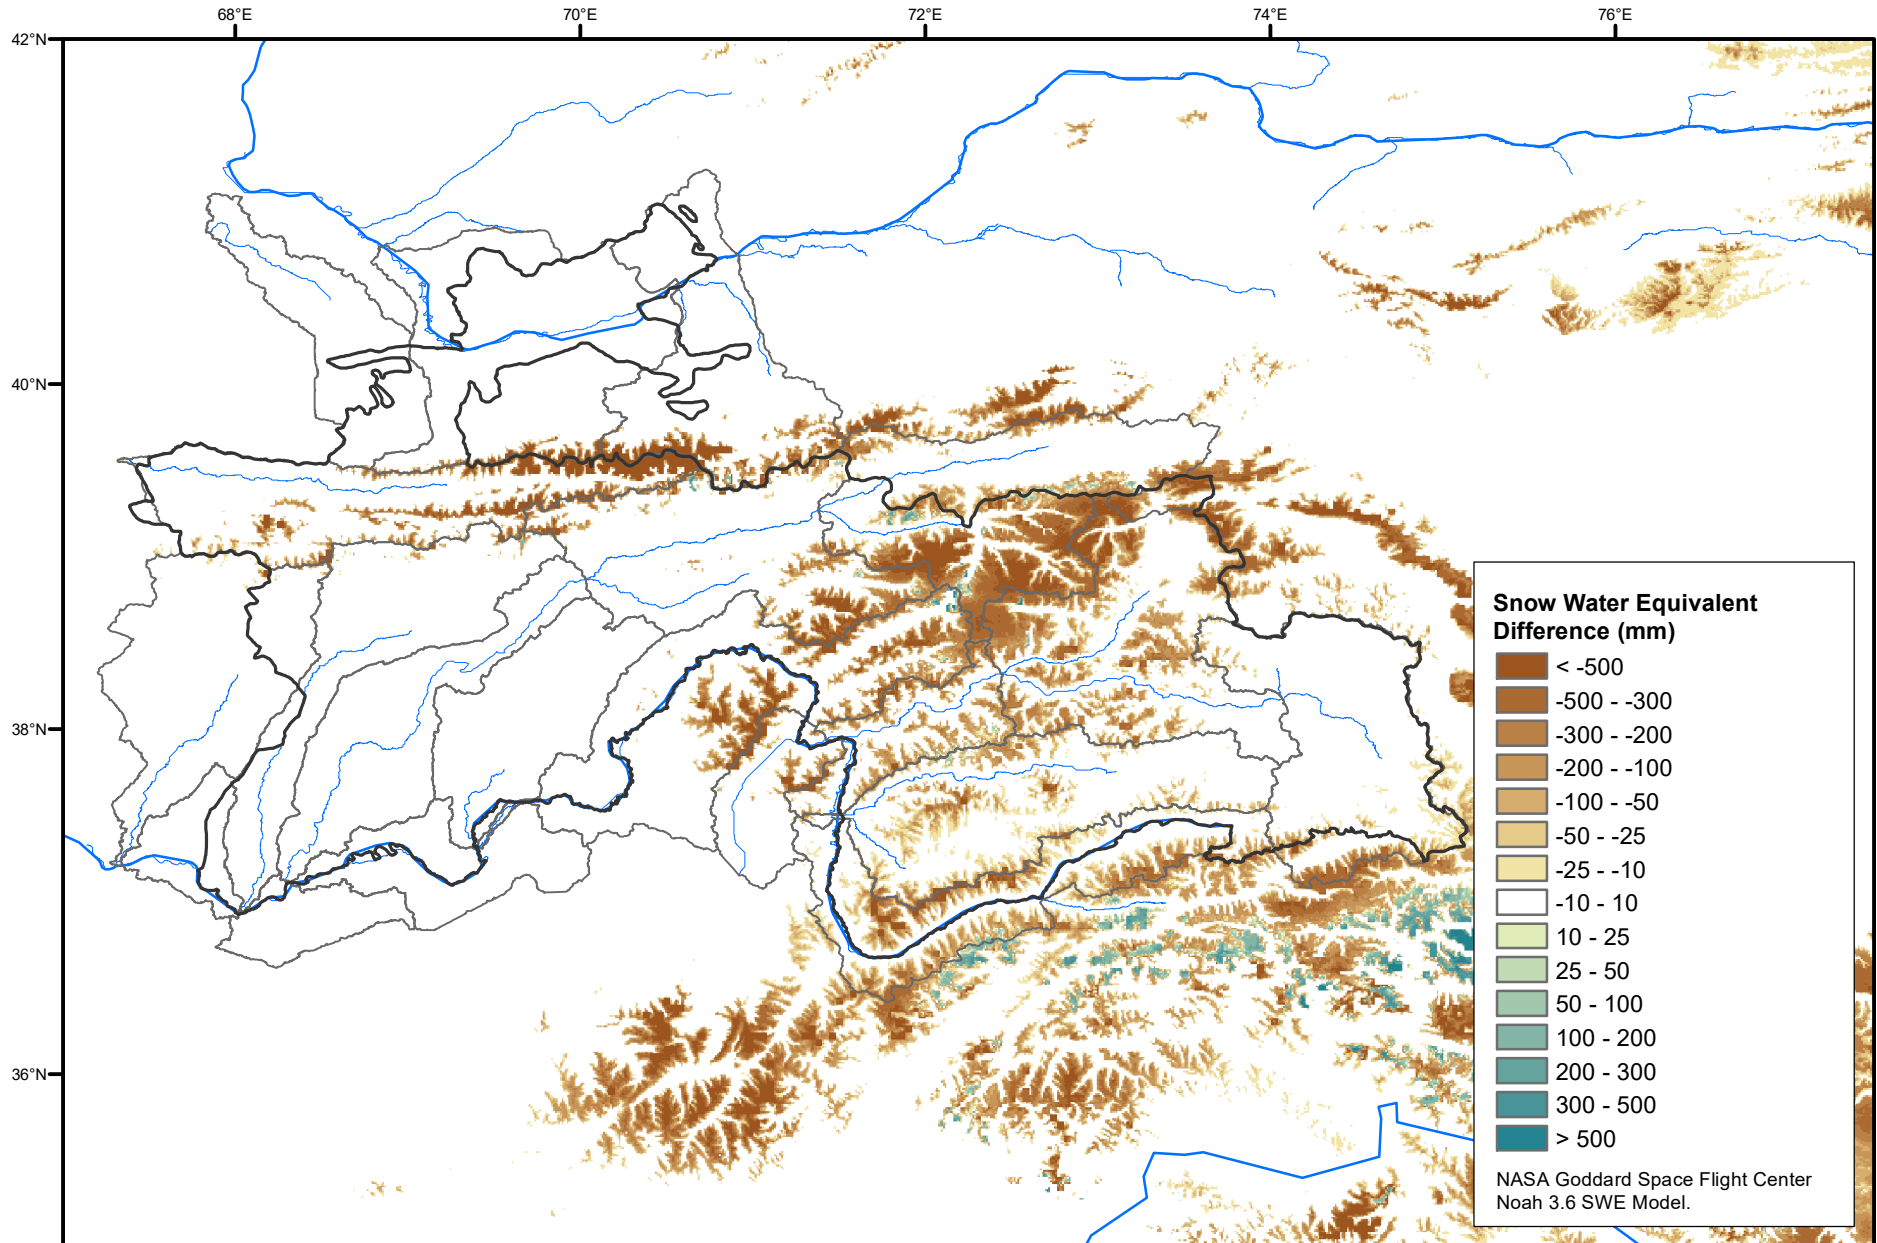 68°E
70°E
72°E
74°E
76°E
42°N
40°N
38°N
36°N
Snow Water Equivalent
Difference (mm)
< -500
-500 - -300
-300 - -200
-200 - -100
-100 - -50
-50 - -25
-25 - -10
-10 - 10
10 - 25
25 - 50
50 - 100
100 - 200
200 - 300
300 - 500
> 500
NASA Goddard Space Flight Center
Noah 3.6 SWE Model.